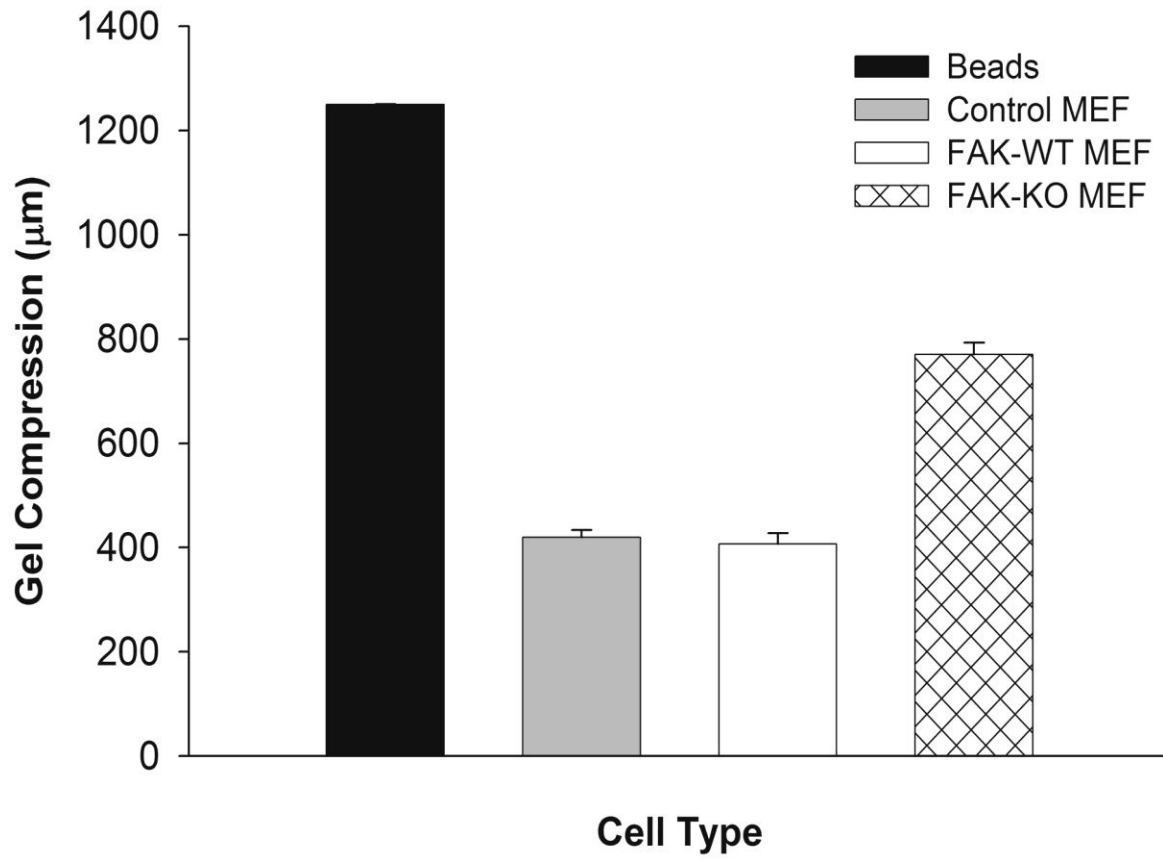 Gel Compression (μm)
1400
1200
1000
800
600
400
200
0
Beads
Control MEF
FAK-WT MEF
FAK-KO MEF
Cell Type